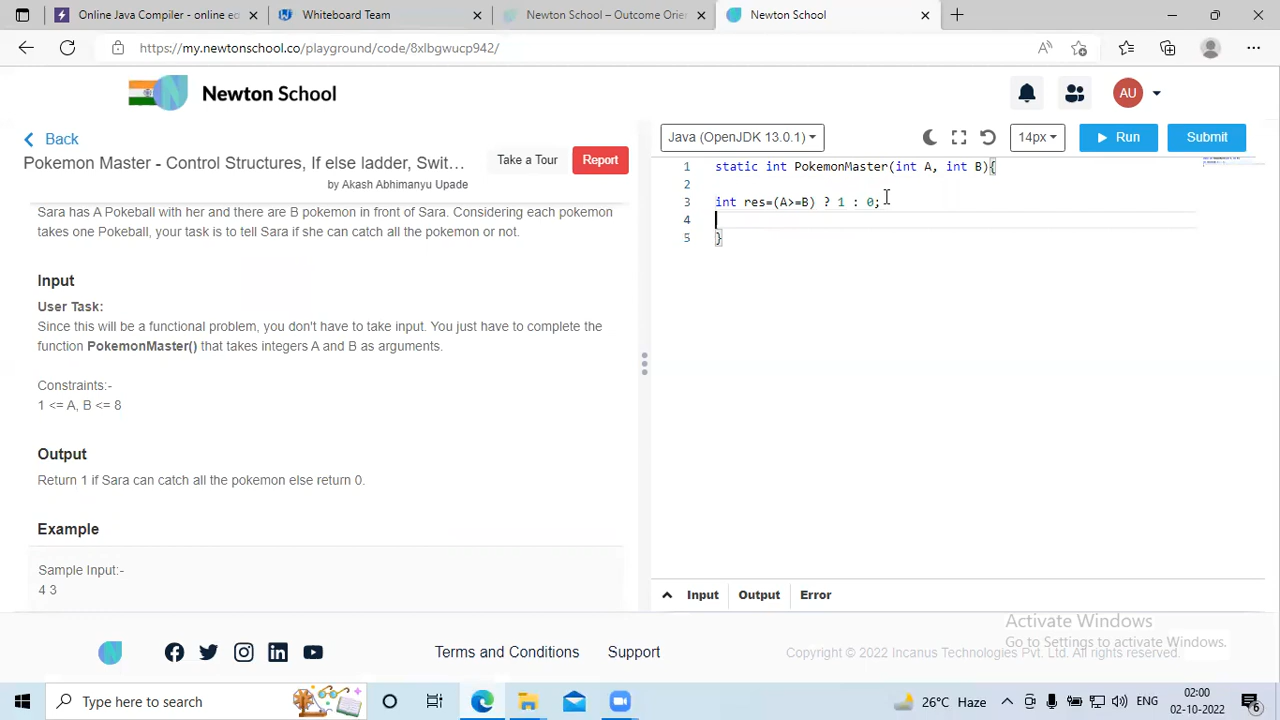 Java Day 4 - Control e
Whiteboard Team
Newton School – Outcome Orien
Newton School
https://my.newtonschool.co/playground/code/8xlbgwucp942/
Newton School
AU
Back
Pokemon Master - Control Structures, If else ladder, Swit...
Take a Tour
Report
by Akash Abhimanyu Upade
Java (OpenJDK 13.0.1)
14px
Run
Submit
Sara has A Pokeball with her and there are B pokemon in front of Sara. Considering each pokemon
takes one Pokeball, your task is to tell Sara if she can catch all the pokemon or not.
Input
User Task:
Since this will be a functional problem, you don't have to take input. You just have to complete the
function PokemonMaster() that takes integers A and B as arguments.
Constraints:-
1 <= A, B <= 8
Output
Return 1 if Sara can catch all the pokemon else return 0.
Example
Sample Input:-
4 3
1 static int PokemonMaster(int A, int B){
2
3 int res=(A>=B) ? 1 : 0;
4
5 }
Input
Output
Error
Activate Windows
Go to Settings to activate Windows.
Terms and Conditions
Support
Copyright © 2022 Incanus Technologies Pvt. Ltd. All rights reserved.
Type here to search
26°C Haze
ENG
02:00
02-10-2022
6